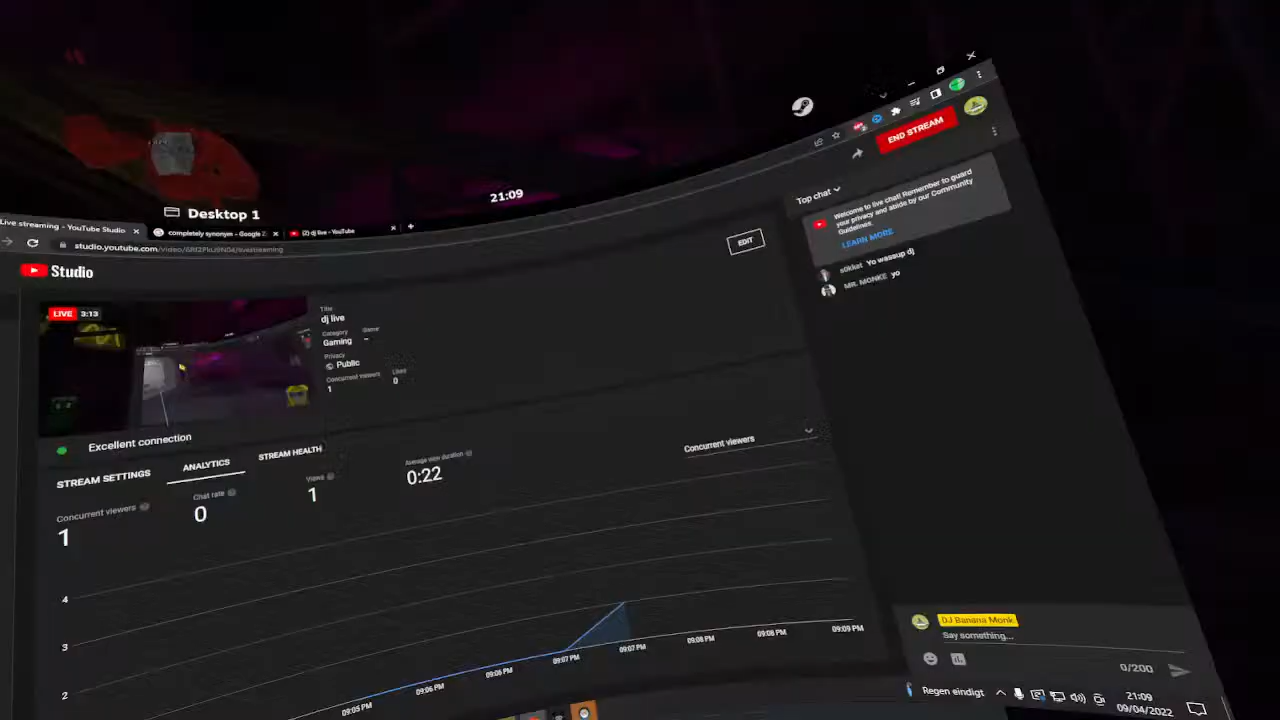 21:09
Desktop 1
Live streaming - YouTube Studio
completely synonym - Google
(2) dj live - YouTube
END STREAM
Studio
EDIT
Top chat
Welcome to live chat! Remember to guard
your privacy and abide by our Community
Guidelines.
LEARN MORE
Yo wassup dj
MR. MONKE yo
LIVE 3:13
Title
dj live
Category
Game
Gaming
–
Privacy
Public
Concurrent viewers
Likes
1
0
Excellent connection
STREAM SETTINGS
ANALYTICS
STREAM HEALTH
Concurrent viewers
Concurrent viewers
1
Chat rate
0
Views
1
Average view duration
0:22
4
3
2
09:05 PM
09:06 PM
09:06 PM
09:07 PM
09:07 PM
09:08 PM
09:08 PM
09:09 PM
DJ Banana Monk
Say something...
0/200
Regen eindigt
21:09
09/04/2022